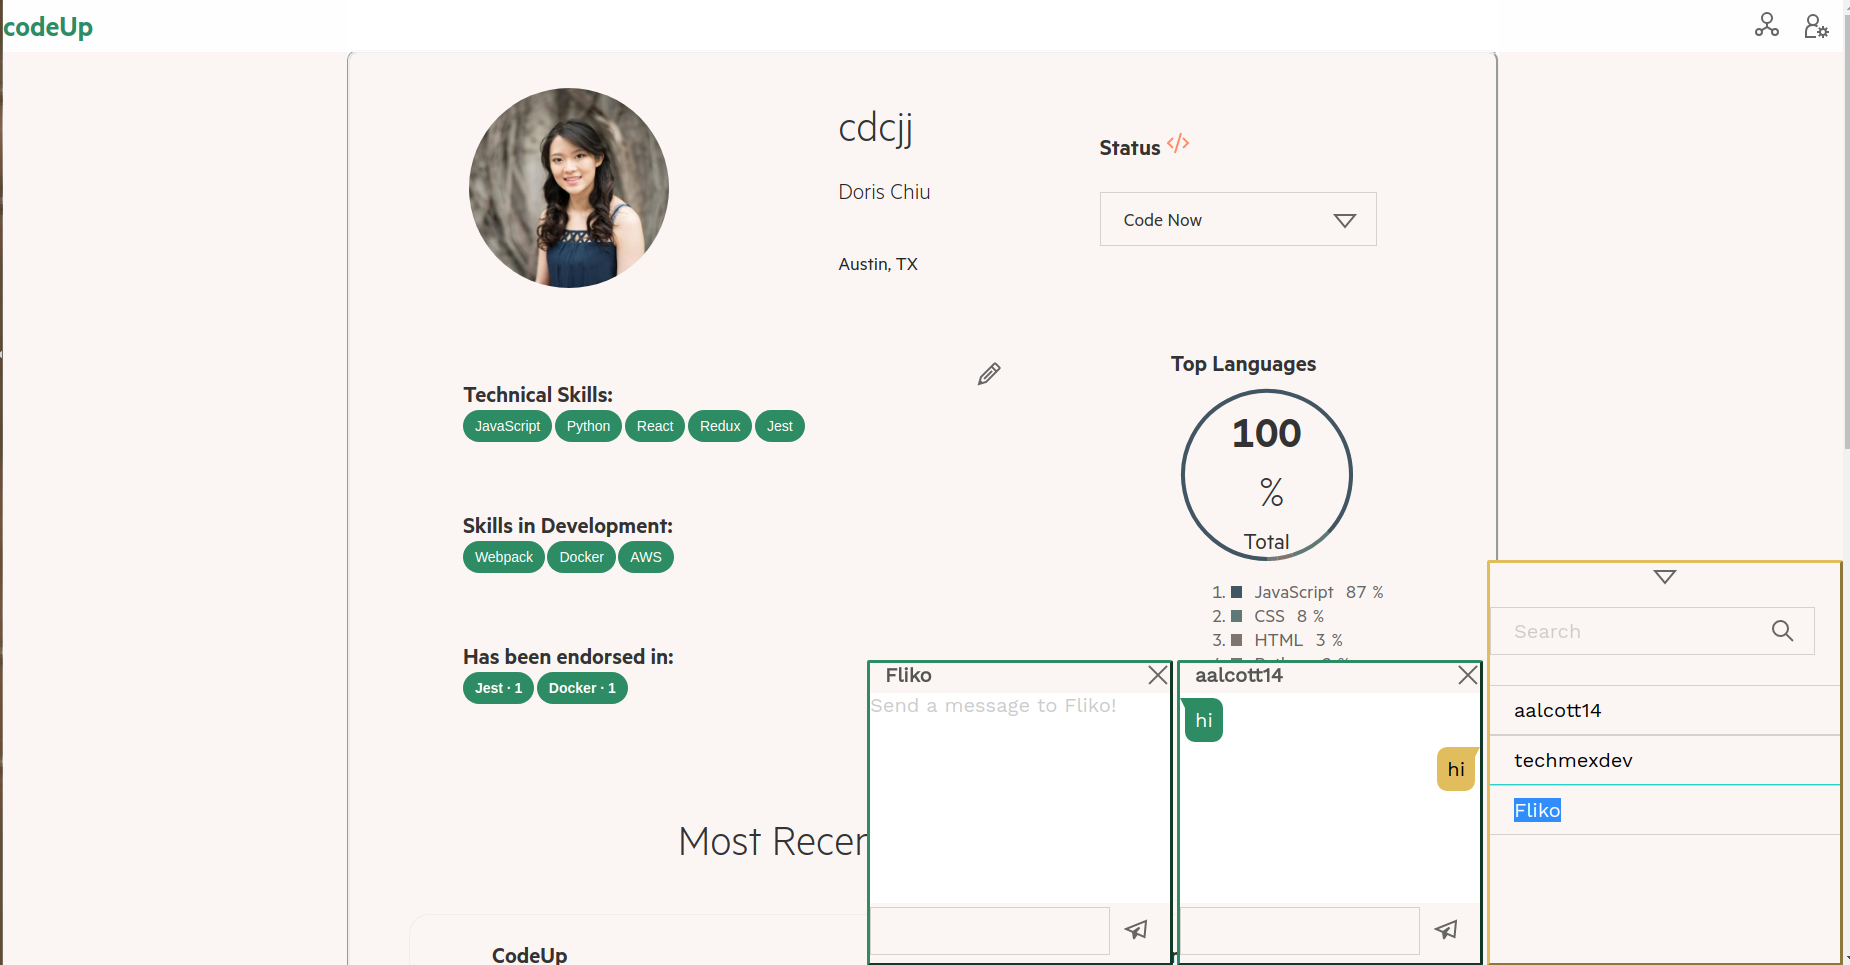 codeUp
cdcjj
Doris Chiu
Austin, TX
Status </>
Code Now
Technical Skills:
JavaScript Python React Redux Jest
Skills in Development:
Webpack Docker AWS
Has been endorsed in:
Jest · 1 Docker · 1
Top Languages
100
%
Total
1. JavaScript 87 %
2. CSS 8 %
3. HTML 3 %
Most Recen
CodeUp
Fliko
Send a message to Fliko!
aalcott14
hi
hi
Search
aalcott14
techmexdev
Fliko